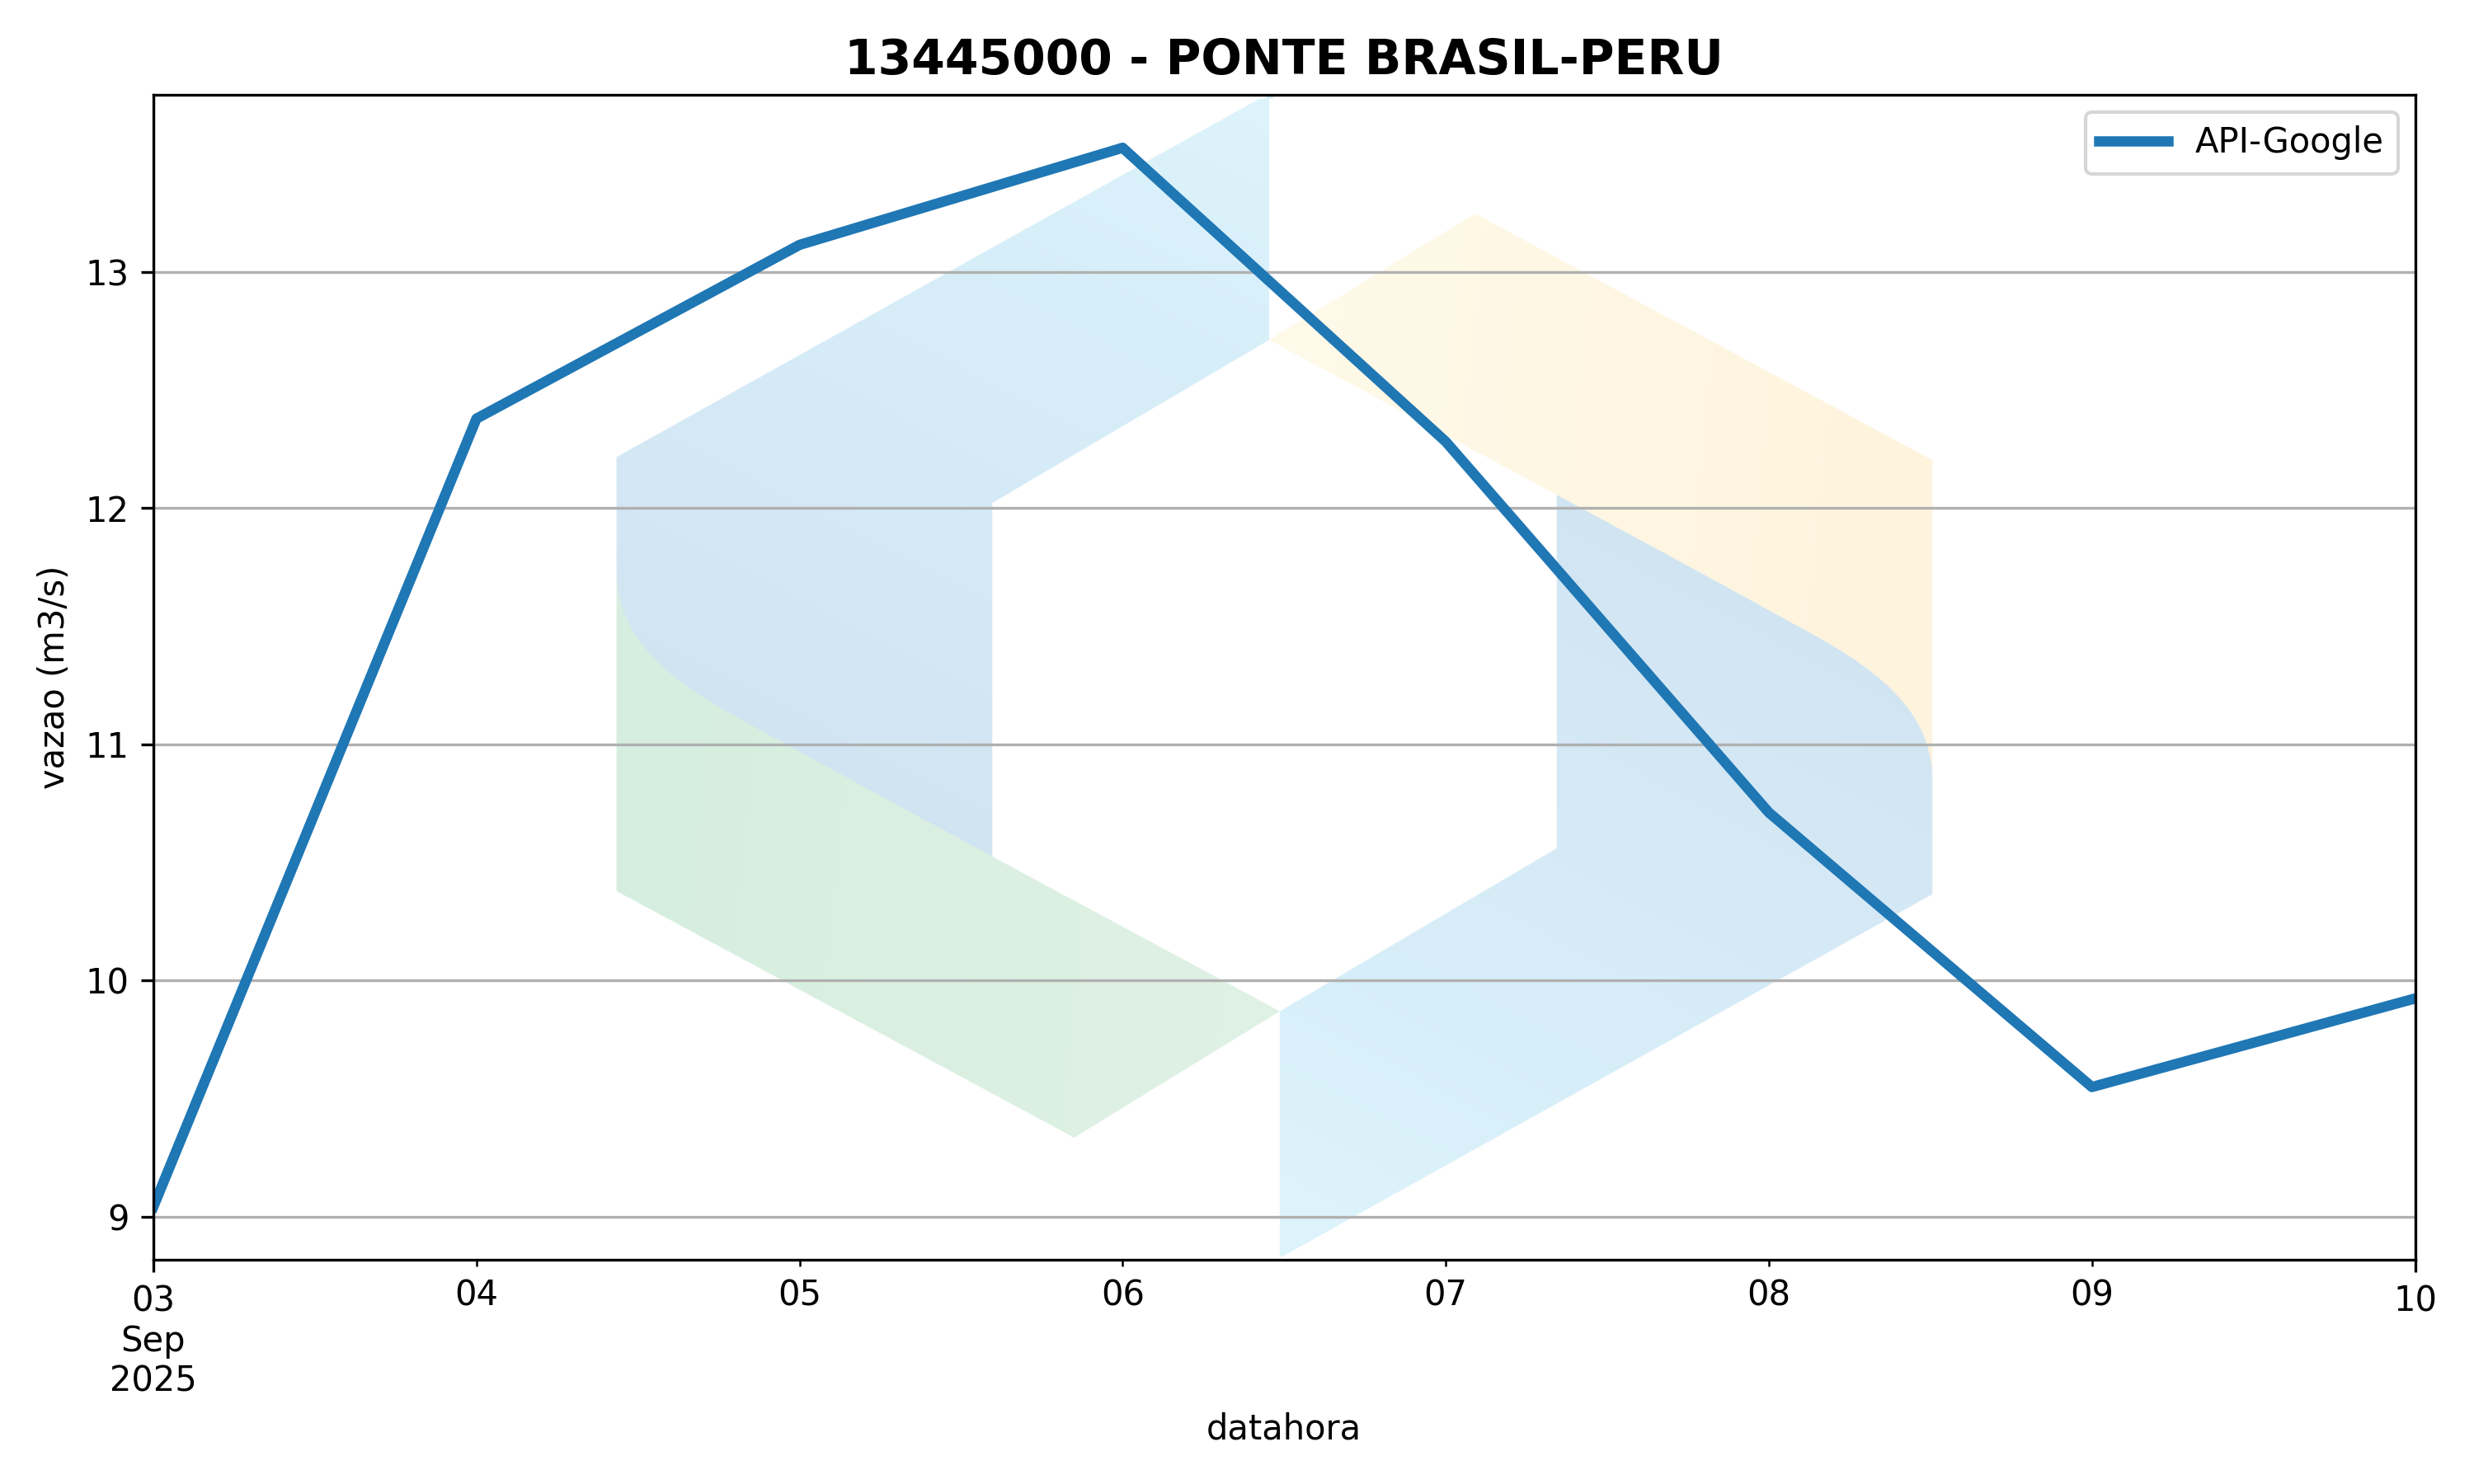 13445000 - PONTE BRASIL-PERU
API-Google
vazao (m3/s)
13
12
11
10
9
03 04 05 06 07 08 09 10
Sep
2025
datahora